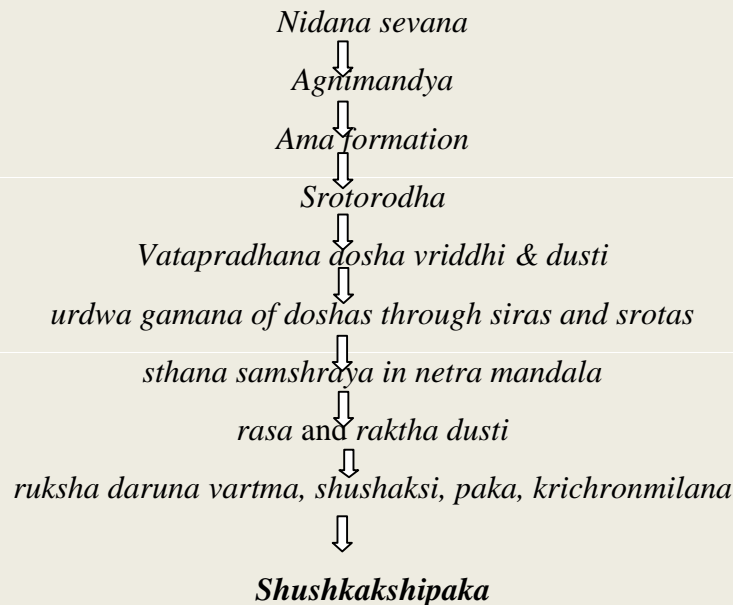 Nidana sevana
Agnimandya
Ama formation
Srotorodha
Vatapradhana dosha vriddhi & dusti
urdwa gamana of doshas through siras and srotas
sthana samshraya in netra mandala
rasa and raktha dusti
ruksha daruna vartma, shushaksi, paka, krichronmilana
Shushkakshipaka